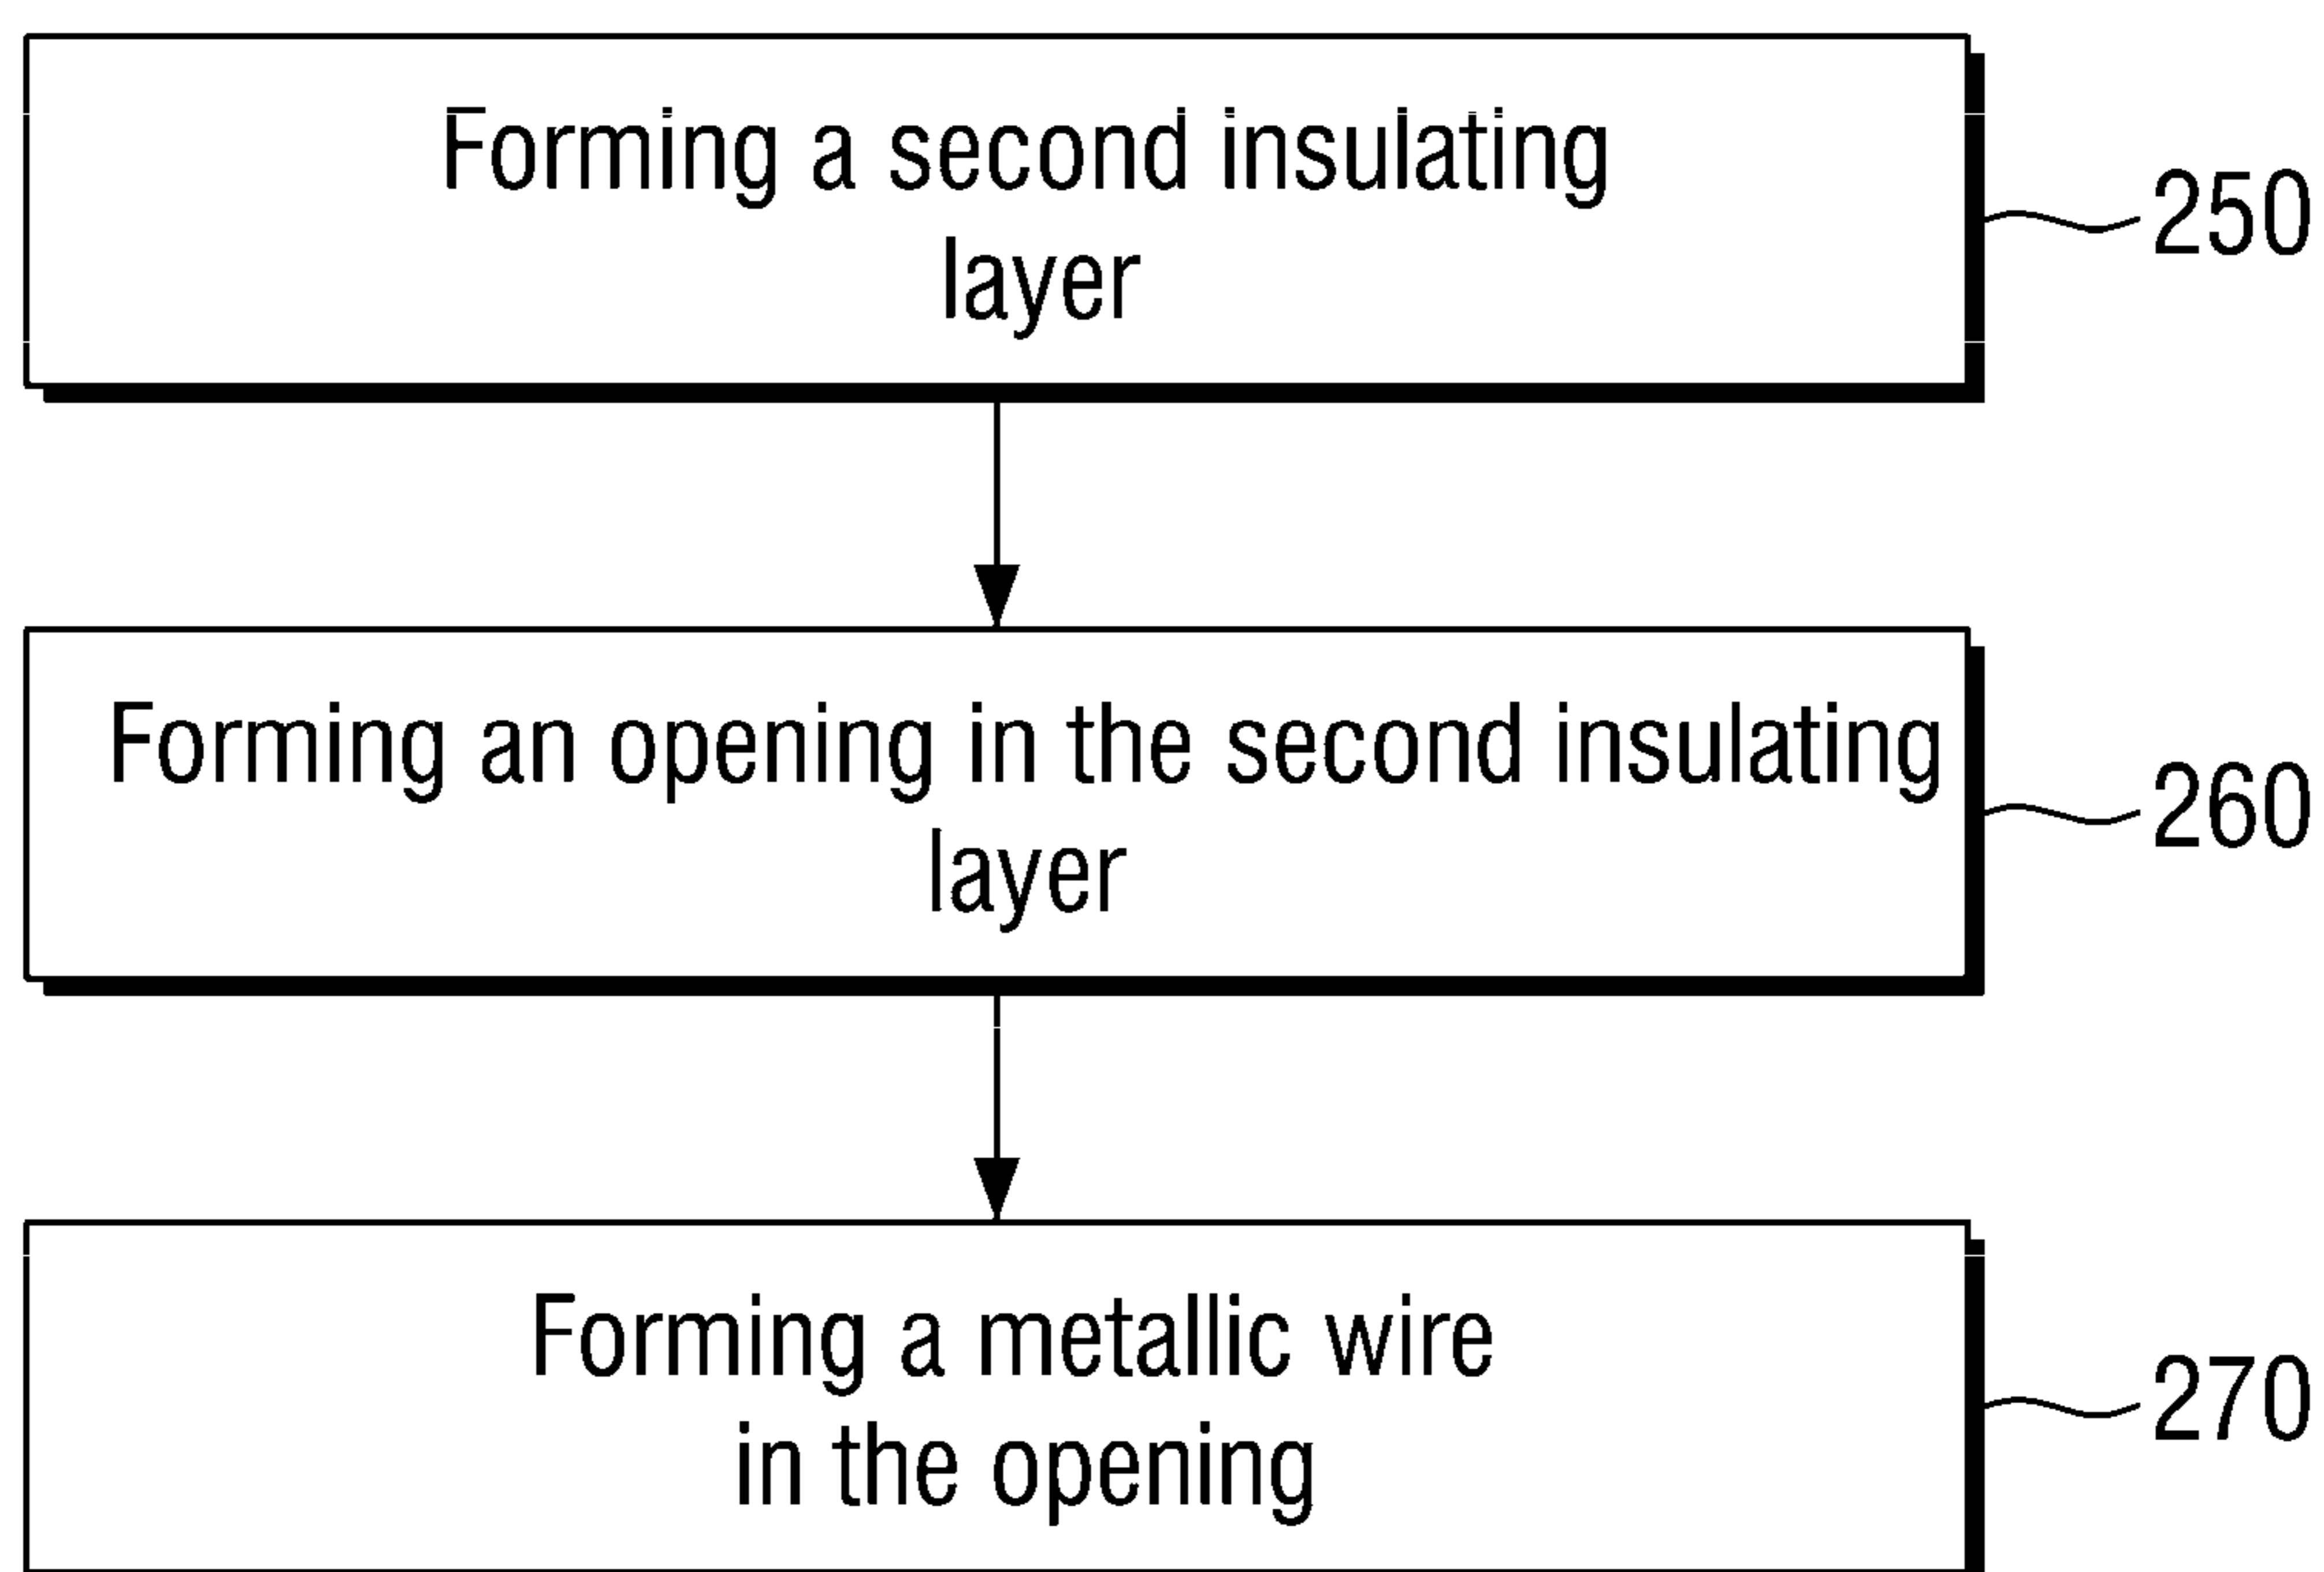 Forming a second insulating
layer
250
Forming an opening in the second insulating
layer
260
Forming a metallic wire
in the opening
270